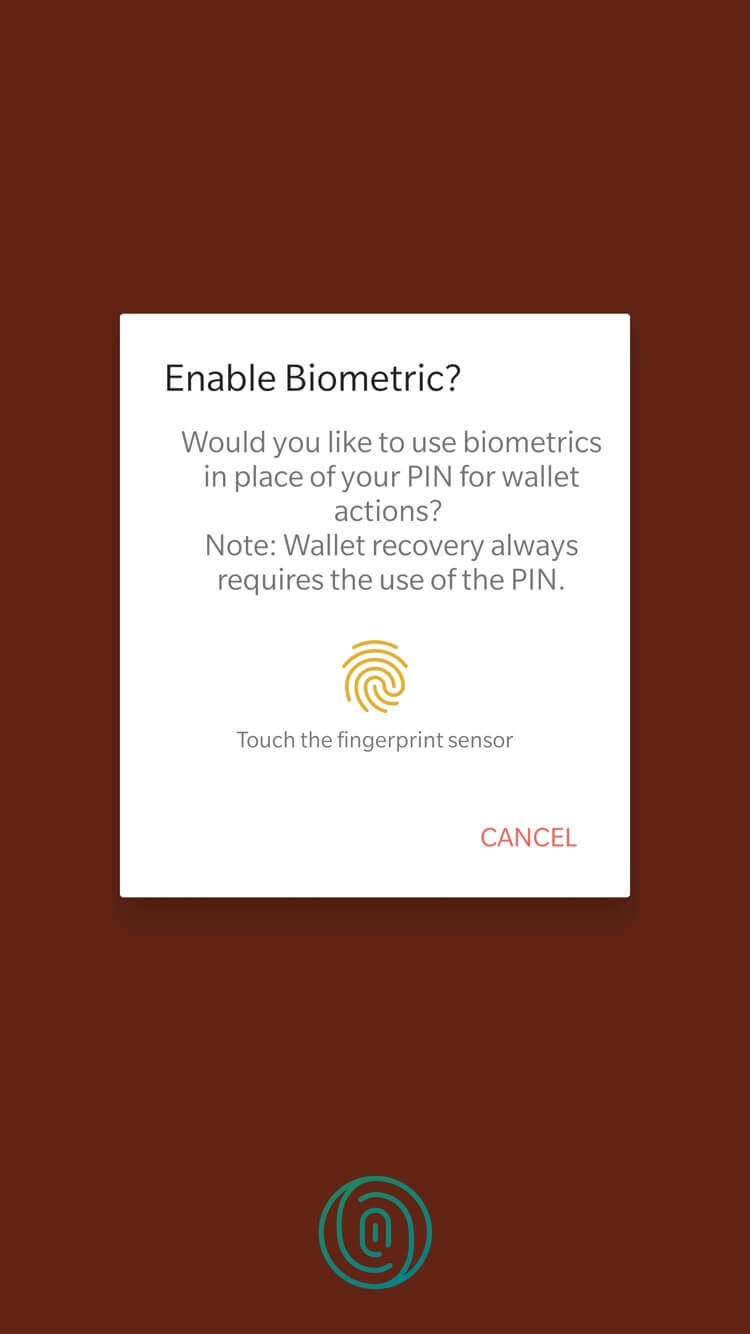 Enable Biometric?
Would you like to use biometrics
in place of your PIN for wallet
actions?
Note: Wallet recovery always
requires the use of the PIN.
Touch the fingerprint sensor
CANCEL